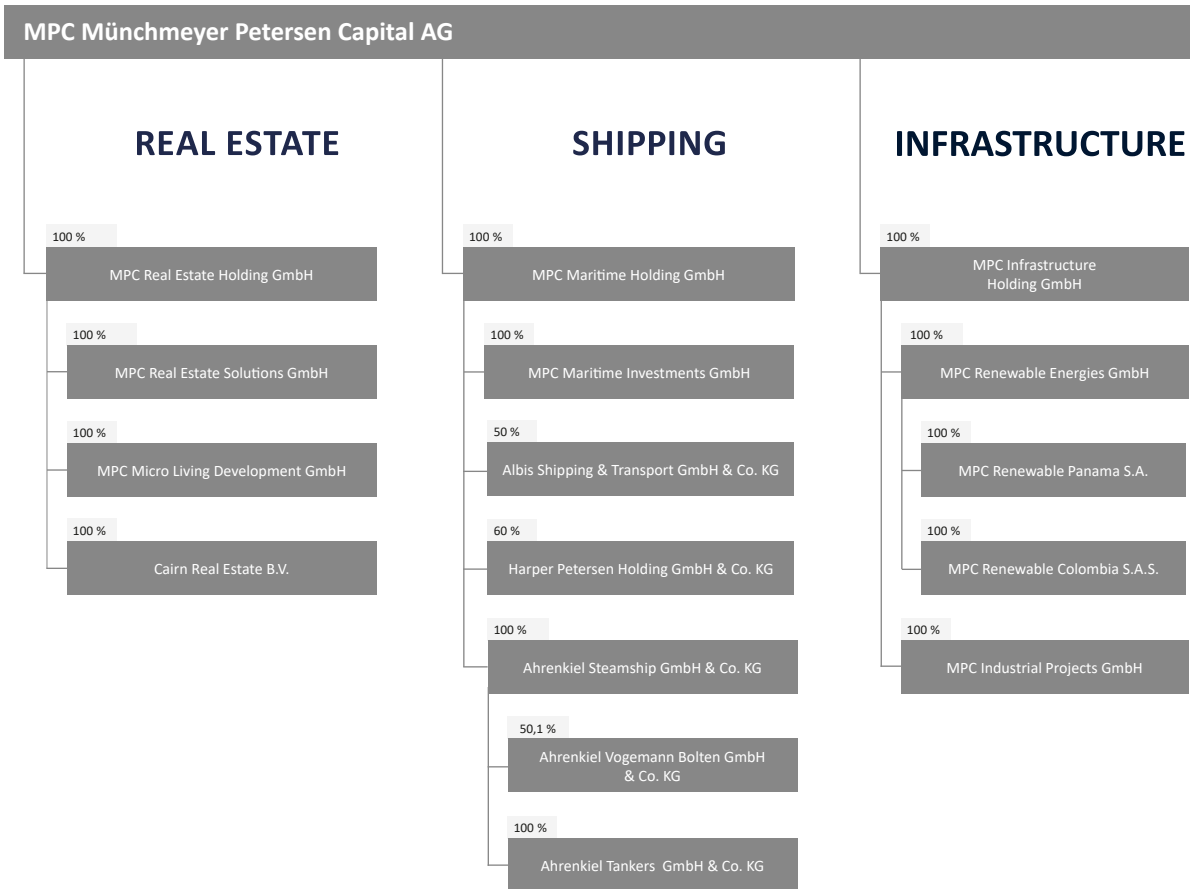 MPC Münchmeyer Petersen Capital AG
REAL ESTATE
100 %
MPC Real Estate Holding GmbH
100 %
MPC Real Estate Solutions GmbH
100 %
MPC Micro Living Development GmbH
100 %
Cairn Real Estate B.V.
SHIPPING
100 %
MPC Maritime Holding GmbH
100 %
MPC Maritime Investments GmbH
50 %
Albis Shipping & Transport GmbH & Co. KG
60 %
Harper Petersen Holding GmbH & Co. KG
100 %
Ahrenkiel Steamship GmbH & Co. KG
50,1 %
Ahrenkiel Vogemann Bolten GmbH
& Co. KG
100 %
Ahrenkiel Tankers GmbH & Co. KG
INFRASTRUCTURE
100 %
MPC Infrastructure
Holding GmbH
100 %
MPC Renewable Energies GmbH
100 %
MPC Renewable Panama S.A.
100 %
MPC Renewable Colombia S.A.S.
100 %
MPC Industrial Projects GmbH